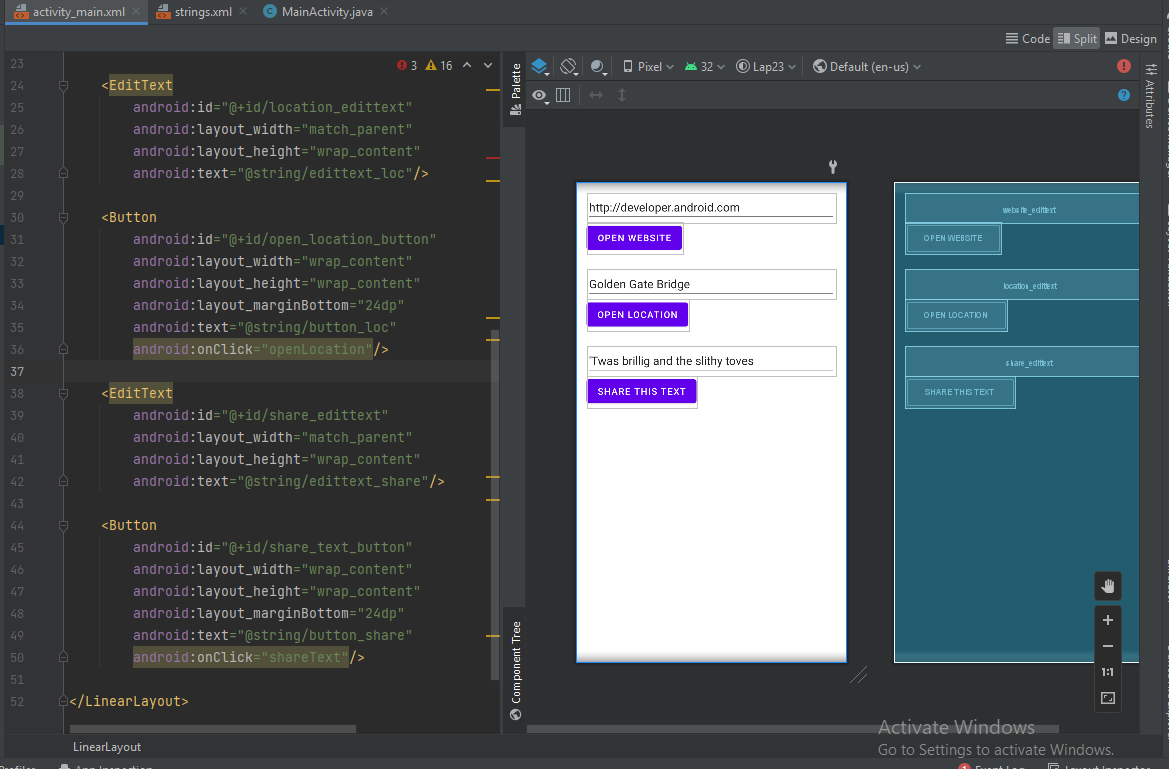 activity_main.xml
strings.xml
MainActivity.java
Code
Split
Design
3
16
23
24 <EditText
25 android:id="@+id/location_edittext"
26 android:layout_width="match_parent"
27 android:layout_height="wrap_content"
28 android:text="@string/edittext_loc"/>
29
30 <Button
31 android:id="@+id/open_location_button"
32 android:layout_width="wrap_content"
33 android:layout_height="wrap_content"
34 android:layout_marginBottom="24dp"
35 android:text="@string/button_loc"
36 android:onClick="openLocation"/>
37
38 <EditText
39 android:id="@+id/share_edittext"
40 android:layout_width="match_parent"
41 android:layout_height="wrap_content"
42 android:text="@string/edittext_share"/>
43
44 <Button
45 android:id="@+id/share_text_button"
46 android:layout_width="wrap_content"
47 android:layout_height="wrap_content"
48 android:layout_marginBottom="24dp"
49 android:text="@string/button_share"
50 android:onClick="shareText"/>
51
52 </LinearLayout>
LinearLayout
Palette
Component Tree
Pixel
32
Lap23
Default (en-us)
Attributes
http://developer.android.com
OPEN WEBSITE
Golden Gate Bridge
OPEN LOCATION
'Twas brillig and the slithy toves
SHARE THIS TEXT
website_edittext
OPEN WEBSITE
location_edittext
OPEN LOCATION
share_edittext
SHARE THIS TEXT
1:1
Activate Windows
Go to Settings to activate Windows.
App Inspection
Event Log
Layout Inspector